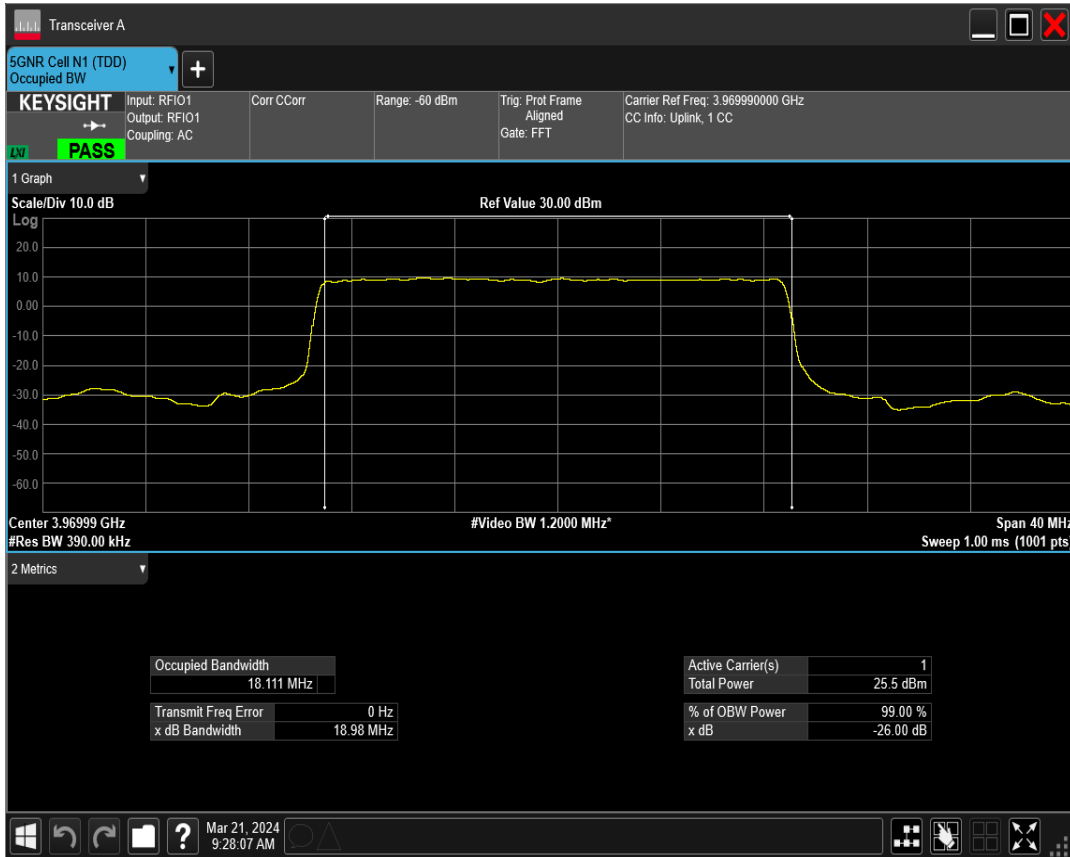 Transceiver A
5GNR Cell N1 (TDD)
Occupied BW
+
KEYSIGHT
LXI
PASS
Input: RFIO1
Output: RFIO1
Coupling: AC
Corr CCorr
Range: -60 dBm
Trig: Prot Frame
Aligned
Gate: FFT
Carrier Ref Freq: 3.969990000 GHz
CC Info: Uplink, 1 CC
1 Graph
Scale/Div 10.0 dB
Ref Value 30.00 dBm
Log
20.0
10.0
0.00
-10.0
-20.0
-30.0
-40.0
-50.0
-60.0
Center 3.96999 GHz
#Video BW 1.2000 MHz*
Span 40 MHz
#Res BW 390.00 kHz
Sweep 1.00 ms (1001 pts)
2 Metrics
Occupied Bandwidth
18.111 MHz
Transmit Freq Error 0 Hz
x dB Bandwidth 18.98 MHz
Active Carrier(s) 1
Total Power 25.5 dBm
% of OBW Power 99.00 %
x dB -26.00 dB
?
Mar 21, 2024
9:28:07 AM